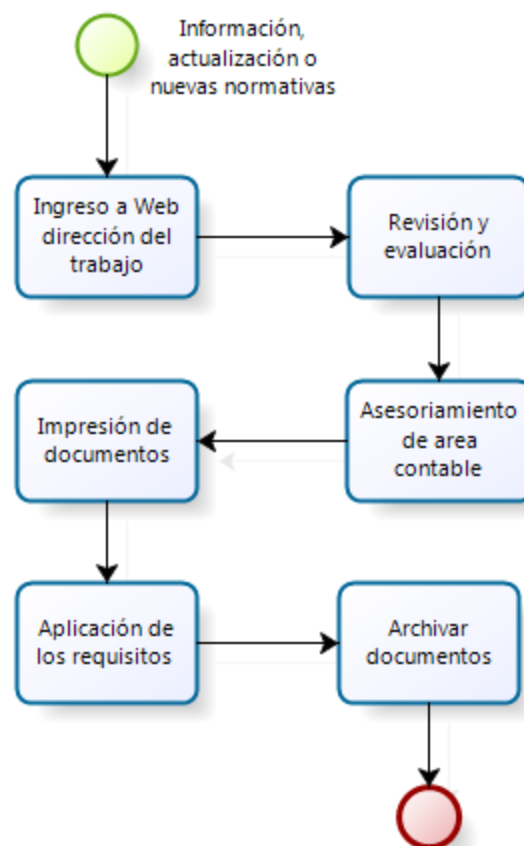 Información,
actualización o
nuevas normativas
Ingreso a Web
dirección del
trabajo
Revisión y
evaluación
Asesoriamiento
de area
contable
Impresión de
documentos
Aplicación de
los requisitos
Archivar
documentos